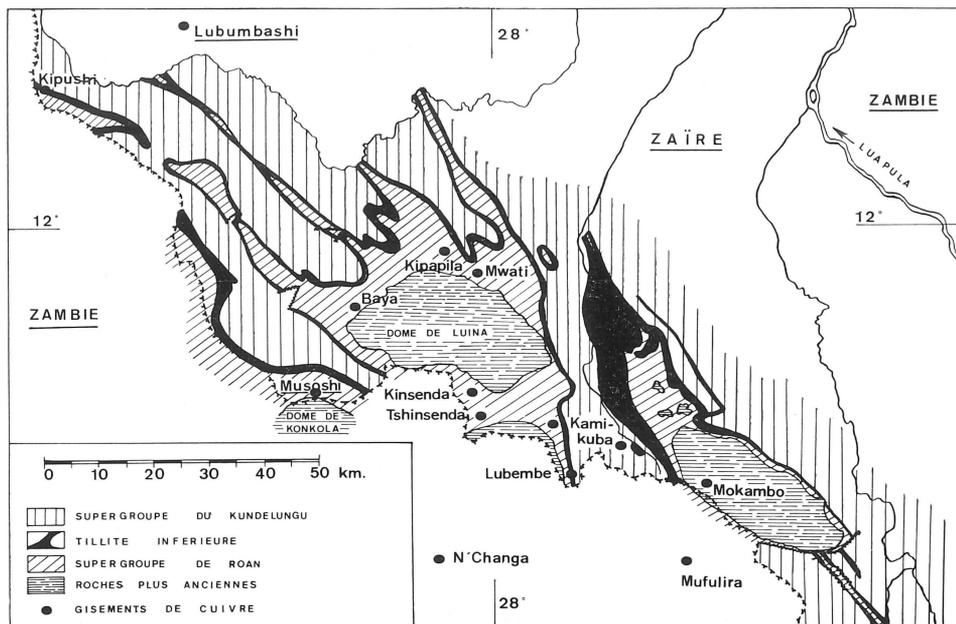 Lubumbashi
28°
Kipushi
ZAMBIE
ZAÏRE
LUAPULA
12°
12°
Kipapila
Mwati
Baya
ZAMBIE
DOME DE LUINA
Musoshi
Kinsenda
DOME DE
KONKOLA
Tshinsenda
Kami-
kuba
Lubembe
Mokambo
0 10 20 30 40 50 km.
SUPERGROUPE DU KUNDELUNGU
TILLITE INFERIEURE
SUPERGROUPE DE ROAN
ROCHES PLUS ANCIENNES
GISEMENTS DE CUIVRE
N'Changa
Mufulira
28°